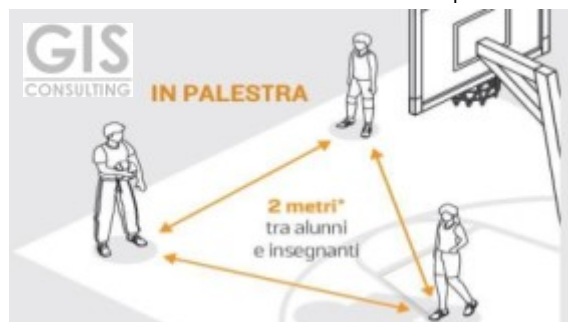 GIS
CONSULTING
IN PALESTRA
2 metri*
tra alunni
e insegnanti